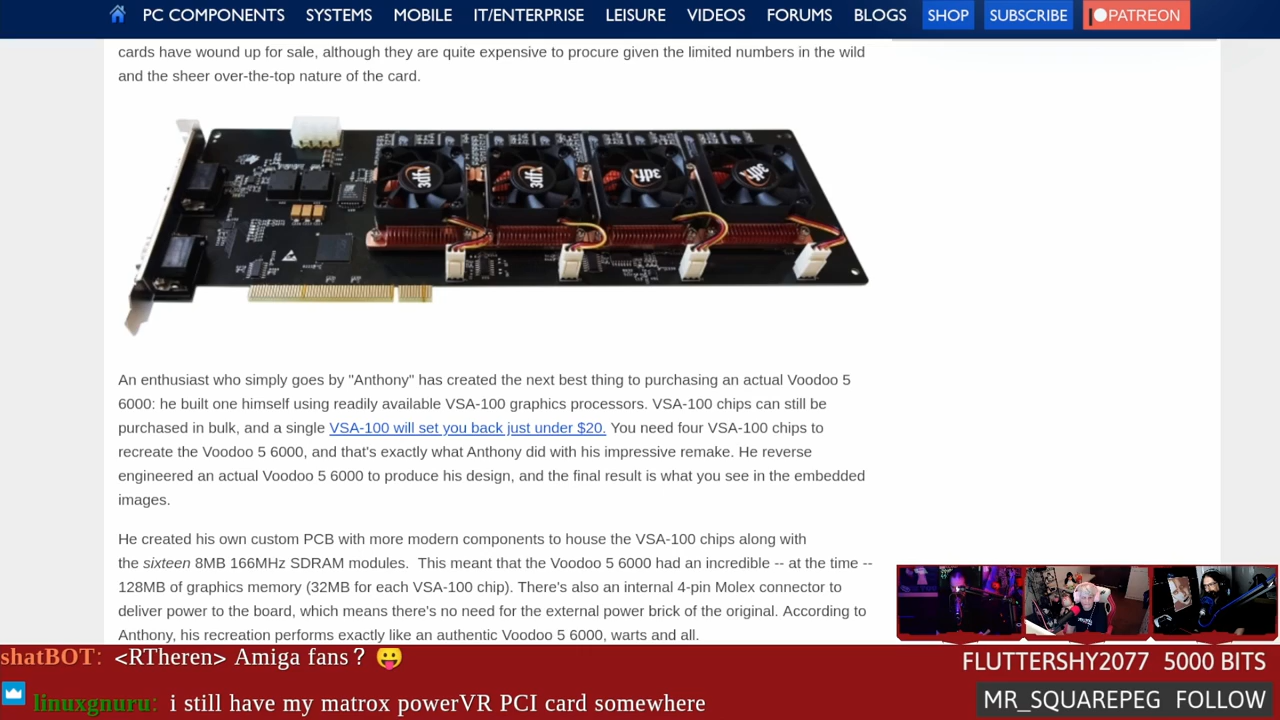 PC COMPONENTS SYSTEMS MOBILE IT/ENTERPRISE LEISURE VIDEOS FORUMS BLOGS SHOP SUBSCRIBE PATREON
cards have wound up for sale, although they are quite expensive to procure given the limited numbers in the wild
and the sheer over-the-top nature of the card.
3dfx 3dfx 3dfx 3dfx
An enthusiast who simply goes by "Anthony" has created the next best thing to purchasing an actual Voodoo 5
6000: he built one himself using readily available VSA-100 graphics processors. VSA-100 chips can still be
purchased in bulk, and a single VSA-100 will set you back just under $20. You need four VSA-100 chips to
recreate the Voodoo 5 6000, and that's exactly what Anthony did with his impressive remake. He reverse
engineered an actual Voodoo 5 6000 to produce his design, and the final result is what you see in the embedded
images.
He created his own custom PCB with more modern components to house the VSA-100 chips along with
the sixteen 8MB 166MHz SDRAM modules. This meant that the Voodoo 5 6000 had an incredible -- at the time --
128MB of graphics memory (32MB for each VSA-100 chip). There's also an internal 4-pin Molex connector to
deliver power to the board, which means there's no need for the external power brick of the original. According to
Anthony, his recreation performs exactly like an authentic Voodoo 5 6000, warts and all.
shatBOT: <RTheren> Amiga fans? 😛
linuxgnuru: i still have my matrox powerVR PCI card somewhere
FLUTTERSHY2077 5000 BITS
MR_SQUAREPEG FOLLOW